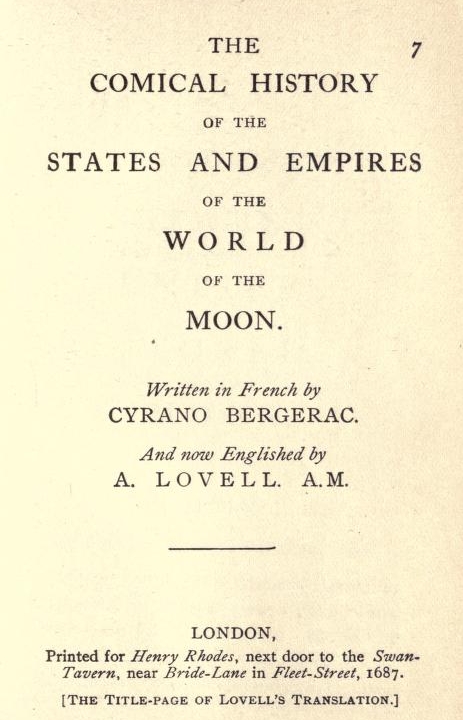 THE 7
COMICAL HISTORY
OF THE
STATES AND EMPIRES
OF THE
WORLD
OF THE
MOON.
Written in French by
CYRANO BERGERAC.
And now Englished by
A. LOVELL. A.M.
LONDON,
Printed for Henry Rhodes, next door to the Swan-
Tavern, near Bride-Lane in Fleet-Street, 1687.
[THE TITLE-PAGE OF LOVELL'S TRANSLATION.]